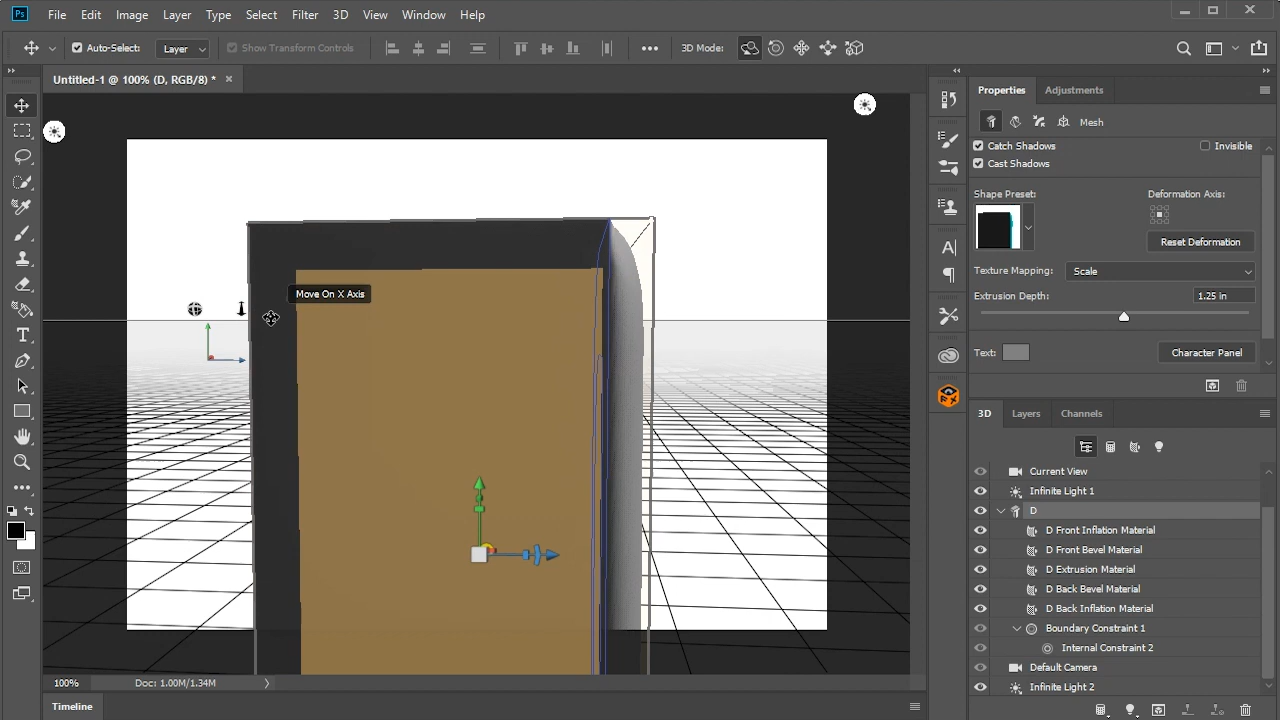 Ps File Edit Image Layer Type Select Filter 3D View Window Help
Auto-Select: Layer Show Transform Controls 3D Mode:
Untitled-1 @ 100% (D, RGB/8) * ×
Properties Adjustments
Mesh
Catch Shadows Invisible
Cast Shadows
Shape Preset: Deformation Axis:
Reset Deformation
Texture Mapping: Scale
Extrusion Depth: 1.25 in
Text: Character Panel
Move On X Axis
3D Layers Channels
Current View
Infinite Light 1
D
D Front Inflation Material
D Front Bevel Material
D Extrusion Material
D Back Bevel Material
D Back Inflation Material
Boundary Constraint 1
Internal Constraint 2
Default Camera
Infinite Light 2
100% Doc: 1.00M/1.34M
Timeline